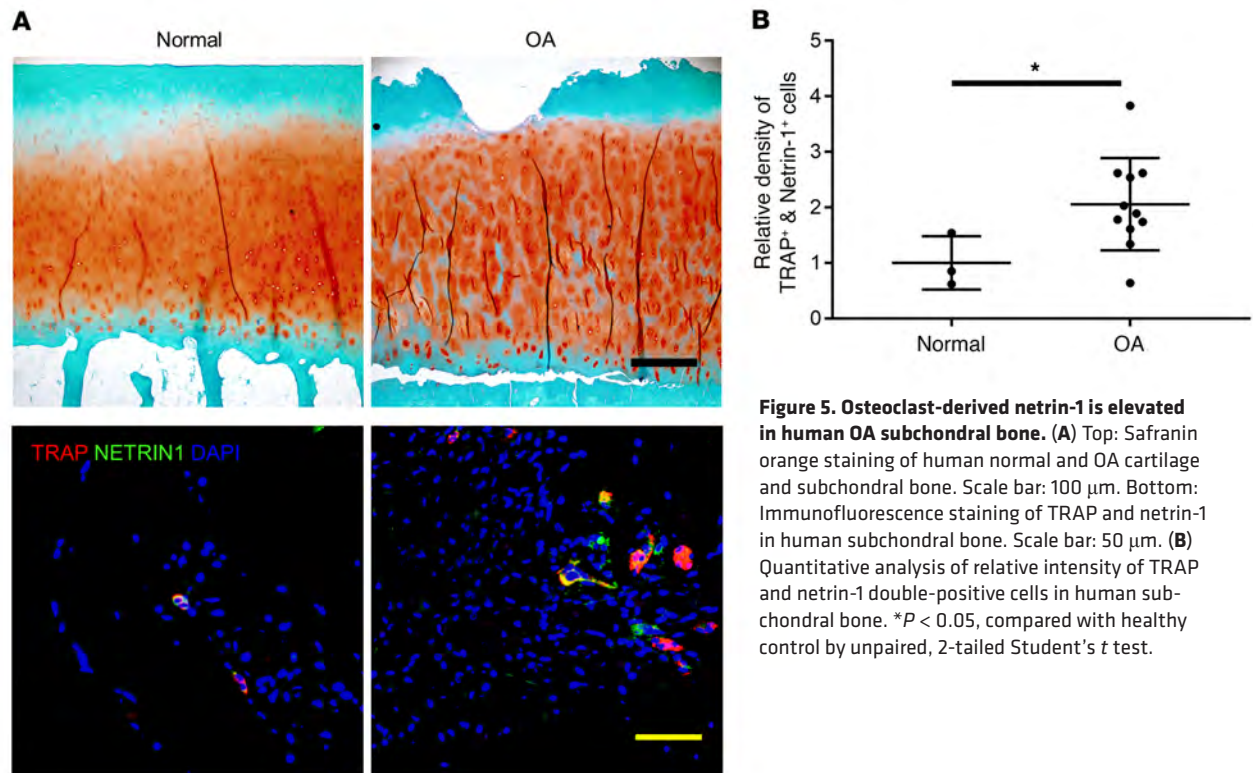 A
Normal
OA
TRAP NETRIN1 DAPI
B
Relative density of
TRAP⁺ & Netrin-1⁺ cells
5
4
3
2
1
0
*
Normal
OA
Figure 5. Osteoclast-derived netrin-1 is elevated
in human OA subchondral bone. (A) Top: Safranin
orange staining of human normal and OA cartilage
and subchondral bone. Scale bar: 100 μm. Bottom:
Immunofluorescence staining of TRAP and netrin-1
in human subchondral bone. Scale bar: 50 μm. (B)
Quantitative analysis of relative intensity of TRAP
and netrin-1 double-positive cells in human sub-
chondral bone. *P < 0.05, compared with healthy
control by unpaired, 2-tailed Student's t test.